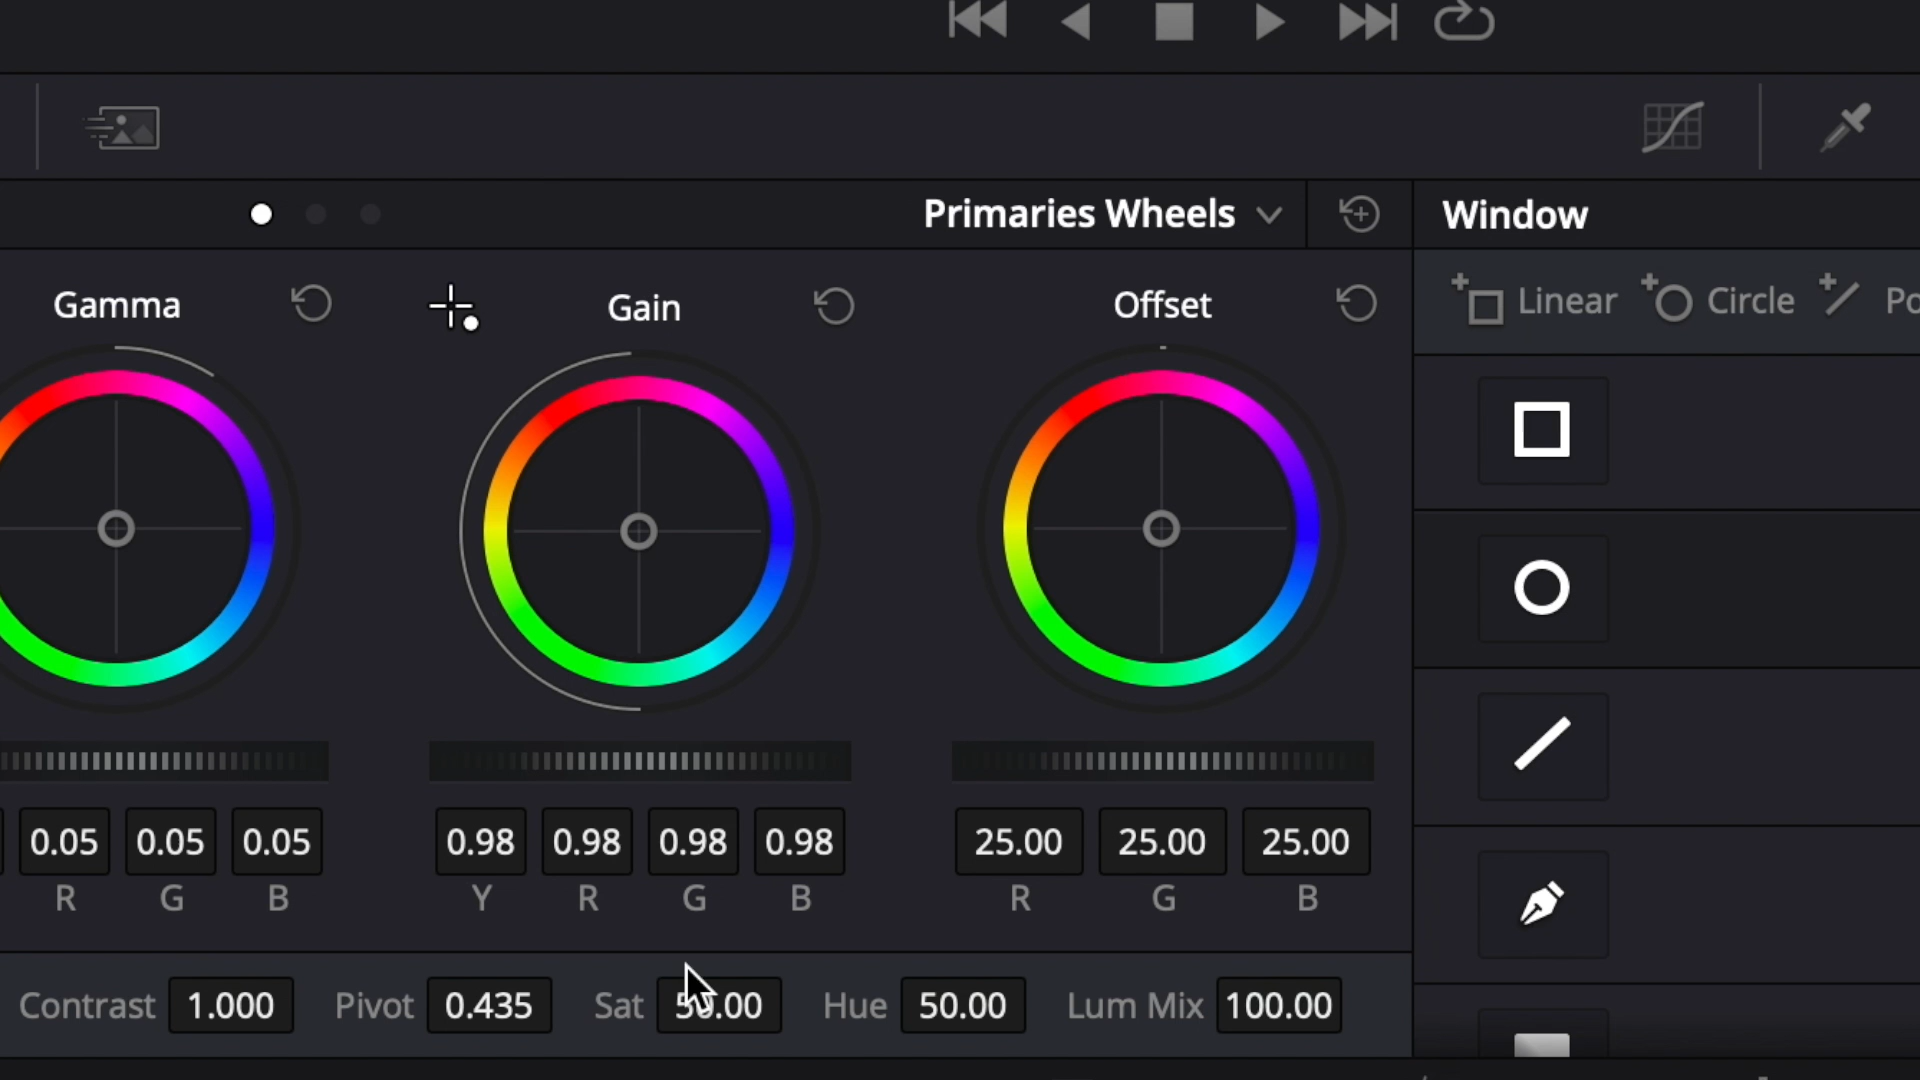 Primaries Wheels
Window
Gamma
Gain
Offset
Linear
Circle
0.05 0.05 0.05
0.98 0.98 0.98 0.98
25.00 25.00 25.00
R G B
Y R G B
R G B
Contrast 1.000 Pivot 0.435 Sat 50.00 Hue 50.00 Lum Mix 100.00